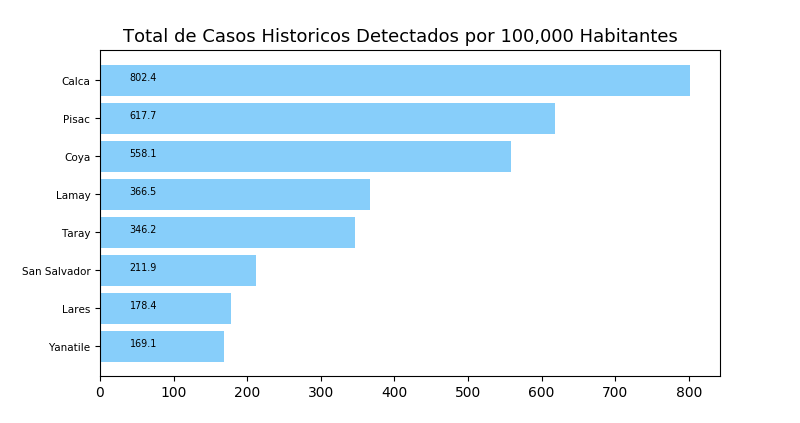 Total de Casos Historicos Detectados por 100,000 Habitantes
Calca 802.4
Pisac 617.7
Coya 558.1
Lamay 366.5
Taray 346.2
San Salvador 211.9
Lares 178.4
Yanatile 169.1
0 100 200 300 400 500 600 700 800